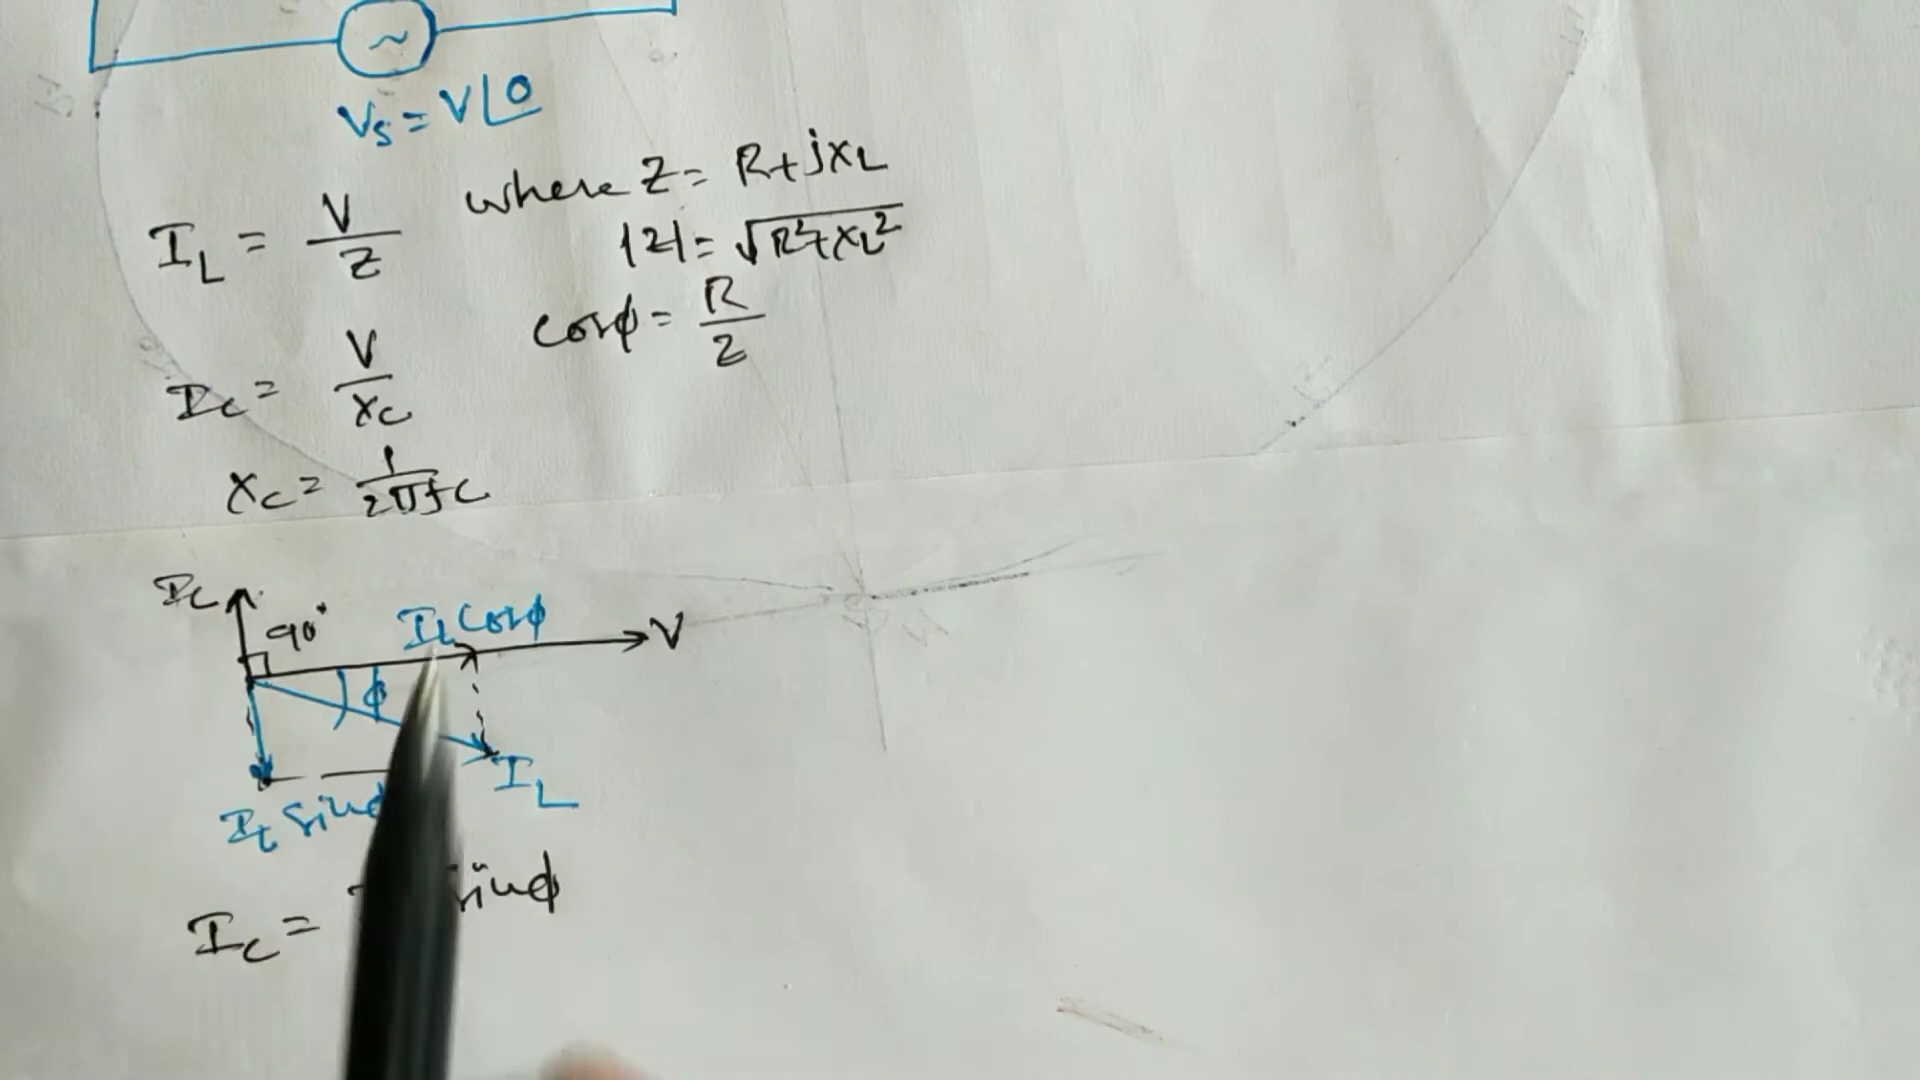 ~
Vs = V∠0
where Z = R+jXL
IL = V/Z
|Z| = √R²+XL²
Cosφ = R/Z
Ic = V/Xc
Xc = 1/2πfC
Ic
90°
IL Cosφ
V
φ
IL
IL Sinφ
Ic = sinφ